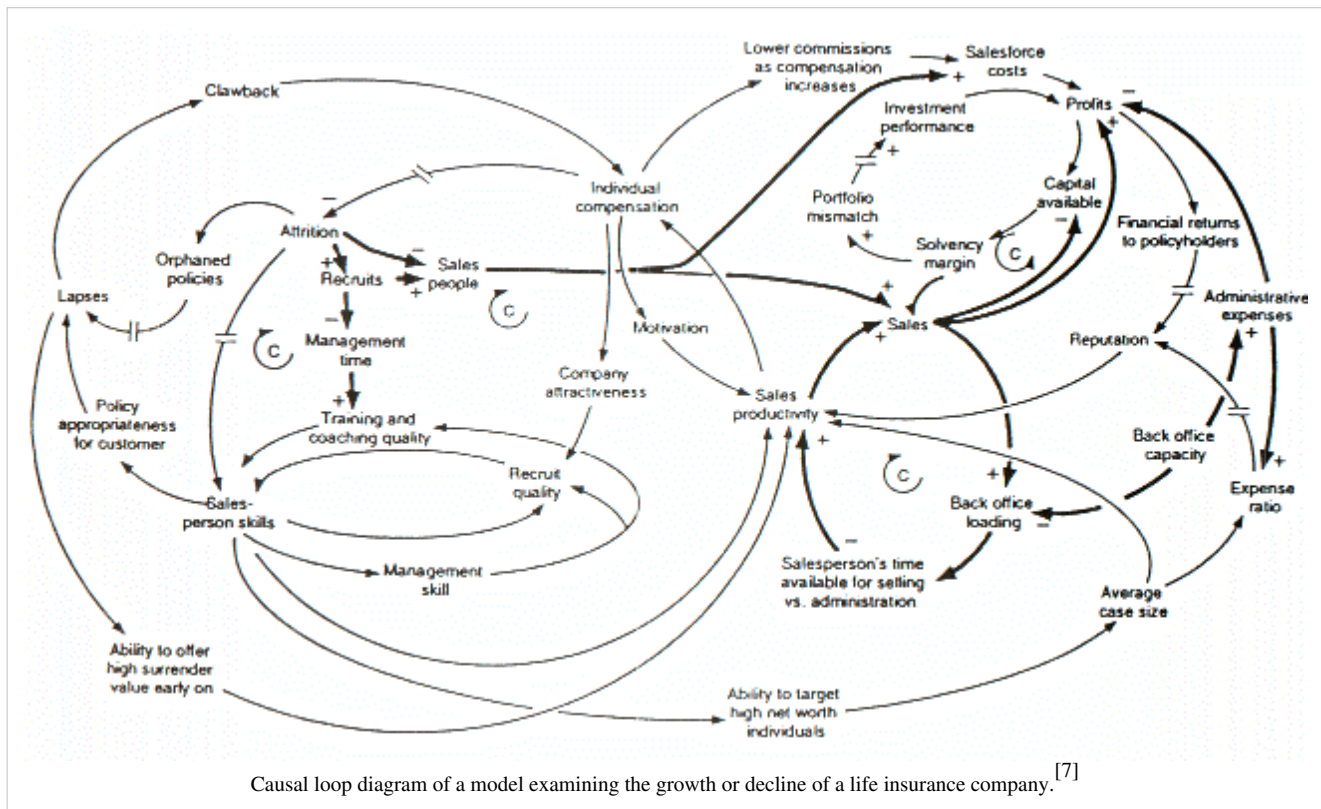 Lower commissions
as compensation
increases
Salesforce
costs
+
Clawback
Investment
performance
+
Profits
−
+
Individual
compensation
Portfolio
mismatch
+
Capital
available
−
−
Attrition
Financial returns
to policyholders
Solvency
margin
C
Orphaned
policies
+
Recruits
+
−
Sales
people
C
Lapses
Administrative
expenses
+
+
Sales
+
Motivation
Reputation
−
Management
time
C
Company
attractiveness
+
Sales
productivity
+
Policy
appropriateness
for customer
Training and
coaching quality
Back office
capacity
C
Recruit
quality
+
Expense
ratio
Sales-
person skills
+
Back office
loading
−
−
Salesperson's time
available for selling
vs. administration
Management
skill
Average
case size
Ability to offer
high surrender
value early on
Ability to target
high net worth
individuals
Causal loop diagram of a model examining the growth or decline of a life insurance company.[7]